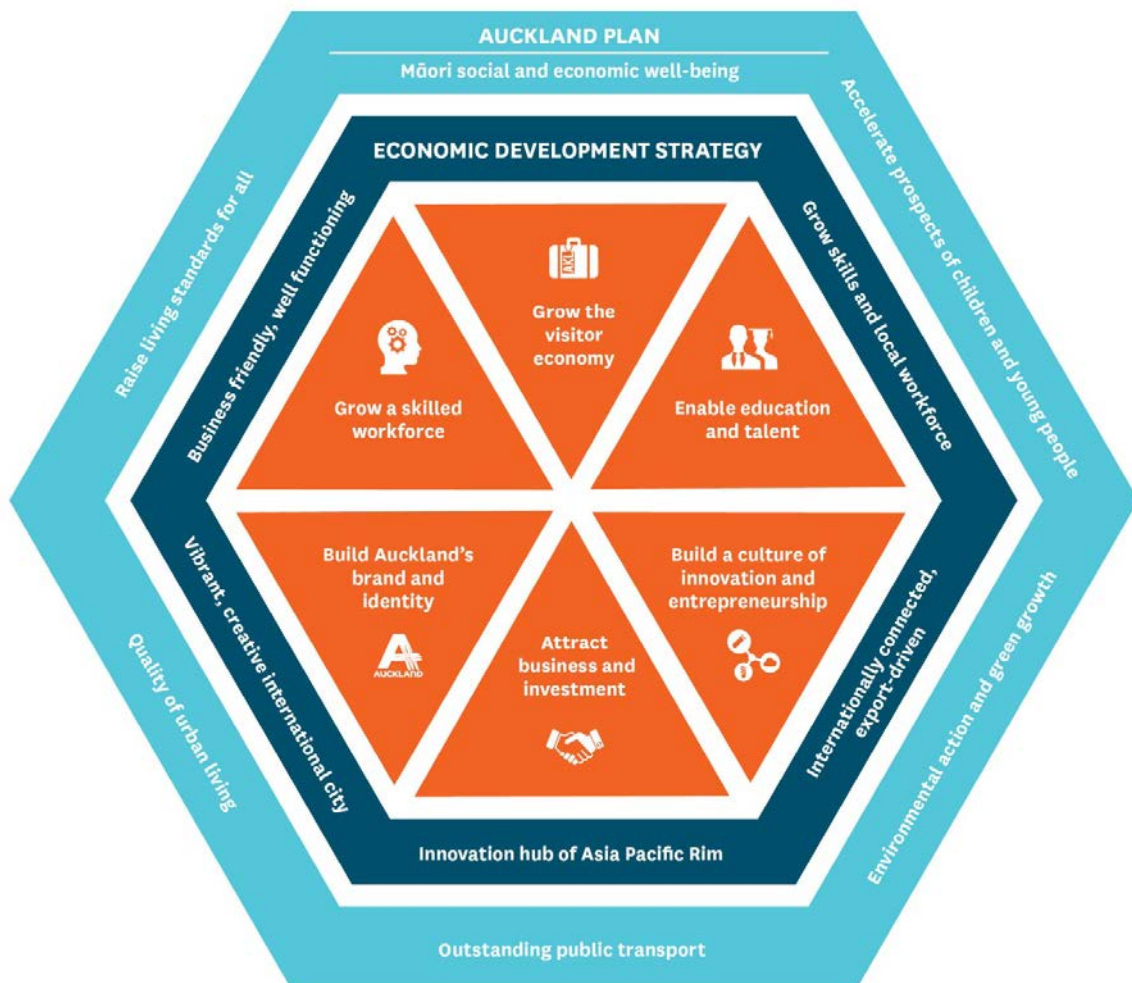 AUCKLAND PLAN
Māori social and economic well-being
Accelerate prospects of children and young people
Environmental action and green growth
Outstanding public transport
Quality of urban living
Raise living standards for all
ECONOMIC DEVELOPMENT STRATEGY
Grow skills and local workforce
Internationally connected,
export-driven
Innovation hub of Asia Pacific Rim
Vibrant, creative international city
Business friendly, well functioning
AKL
Grow the
visitor
economy
Grow a skilled
workforce
Enable education
and talent
Build Auckland’s
brand and
identity
A
AUCKLAND
Attract
business and
investment
Build a culture of
innovation and
entrepreneurship